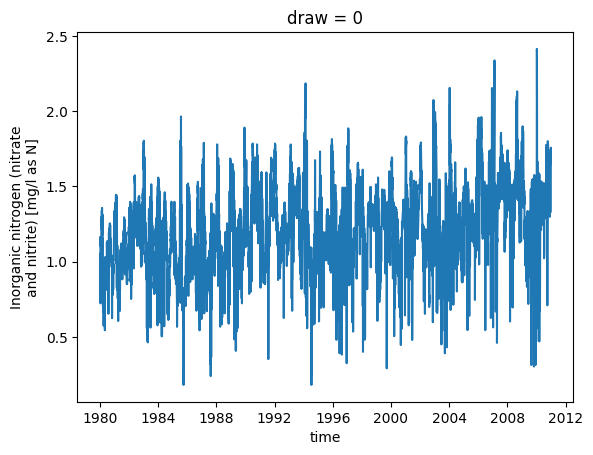 draw = 0
Inorganic nitrogen (nitrate
and nitrite) [mg/l as N]
2.5
2.0
1.5
1.0
0.5
1980 1984 1988 1992 1996 2000 2004 2008 2012
time